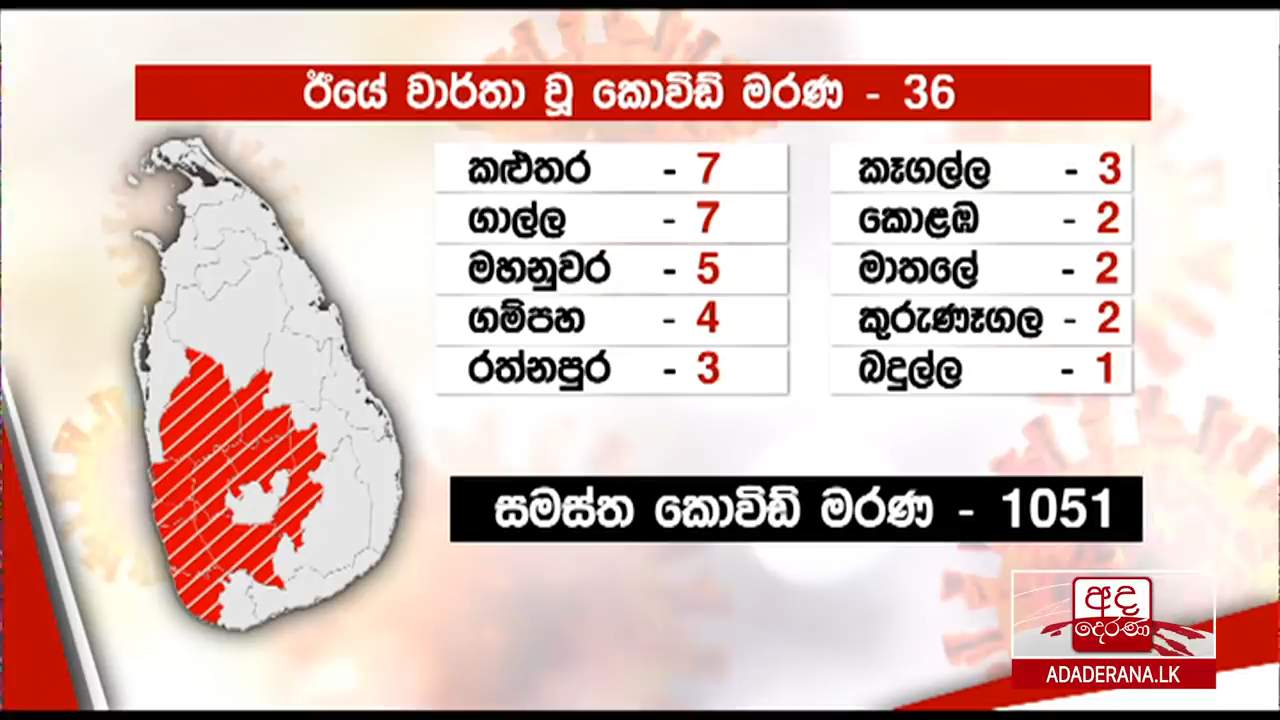 ඊයේ වාර්තා වූ කොවිඩ් මරණ - 36
කළුතර - 7
ගාල්ල - 7
මහනුවර - 5
ගම්පහ - 4
රත්නපුර - 3
කෑගල්ල - 3
කොළඹ - 2
මාතලේ - 2
කුරුණෑගල - 2
බදුල්ල - 1
සමස්ත කොවිඩ් මරණ - 1051
අද
දෙරණ
ADADERANA.LK